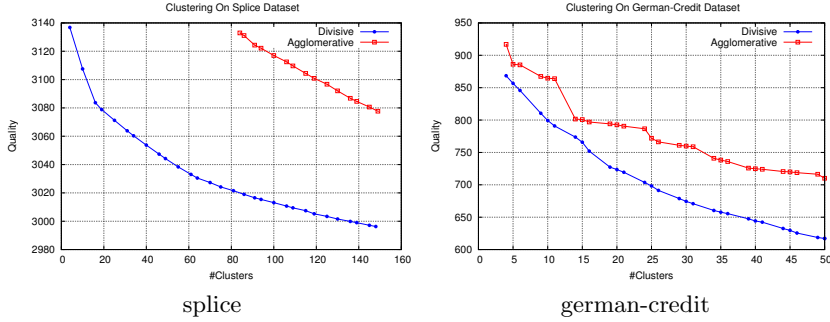 Clustering On Splice Dataset
3140
3120
3100
3080
3060
3040
3020
3000
2980
Quality
Divisive
Agglomerative
0 20 40 60 80 100 120 140 160
#Clusters
splice
Clustering On German-Credit Dataset
950
900
850
800
750
700
650
600
Quality
Divisive
Agglomerative
0 5 10 15 20 25 30 35 40 45 50
#Clusters
german-credit